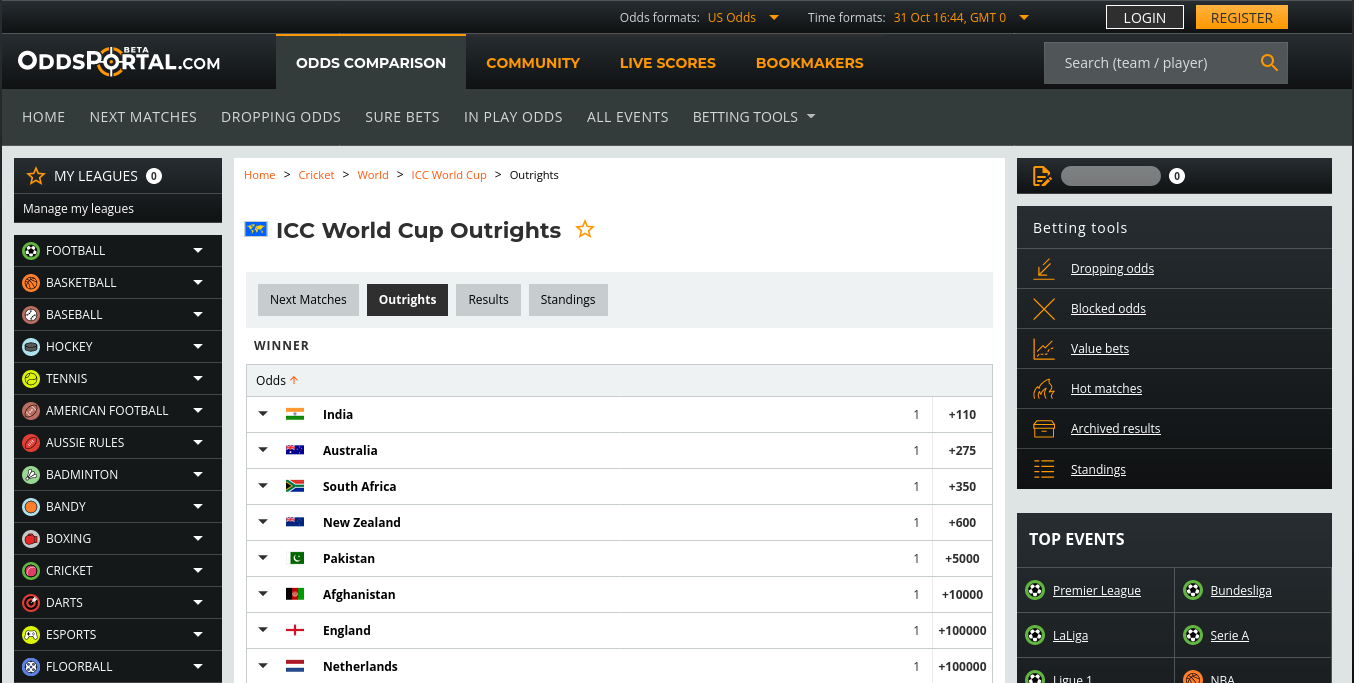 Odds formats: US Odds Time formats: 31 Oct 16:44, GMT 0 LOGIN REGISTER
BETA
ODDSPORTAL.COM
ODDS COMPARISON COMMUNITY LIVE SCORES BOOKMAKERS Search (team / player)
HOME NEXT MATCHES DROPPING ODDS SURE BETS IN PLAY ODDS ALL EVENTS BETTING TOOLS
MY LEAGUES 0
Manage my leagues
FOOTBALL
BASKETBALL
BASEBALL
HOCKEY
TENNIS
AMERICAN FOOTBALL
AUSSIE RULES
BADMINTON
BANDY
BOXING
CRICKET
DARTS
ESPORTS
FLOORBALL
Home > Cricket > World > ICC World Cup > Outrights
ICC World Cup Outrights
Next Matches Outrights Results Standings
WINNER
Odds
India 1 +110
Australia 1 +275
South Africa 1 +350
New Zealand 1 +600
Pakistan 1 +5000
Afghanistan 1 +10000
England 1 +100000
Netherlands 1 +100000
0
Betting tools
Dropping odds
Blocked odds
Value bets
Hot matches
Archived results
Standings
TOP EVENTS
Premier League Bundesliga
LaLiga Serie A
Ligue 1 NBA